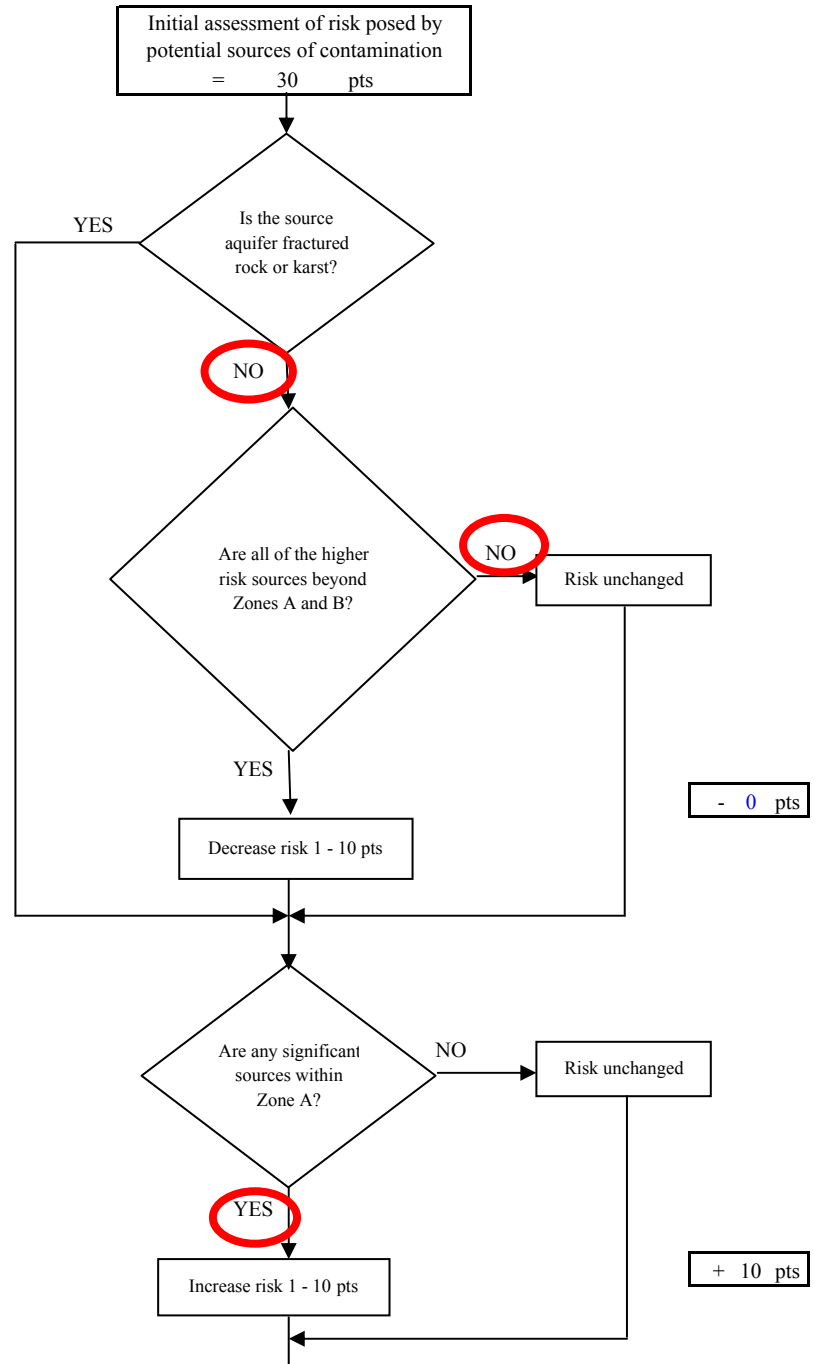 Initial assessment of risk posed by
potential sources of contamination
= 30 pts
YES
Is the source
aquifer fractured
rock or karst?
NO
Are all of the higher
risk sources beyond
Zones A and B?
NO
Risk unchanged
YES
- 0 pts
Decrease risk 1 - 10 pts
Are any significant
sources within
Zone A?
NO
Risk unchanged
YES
+ 10 pts
Increase risk 1 - 10 pts